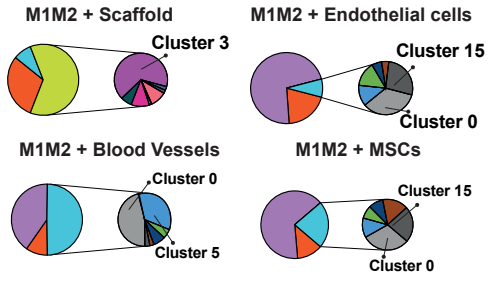 M1M2 + Scaffold
Cluster 3
M1M2 + Endothelial cells
Cluster 15
Cluster 0
M1M2 + Blood Vessels
Cluster 0
Cluster 5
M1M2 + MSCs
Cluster 15
Cluster 0